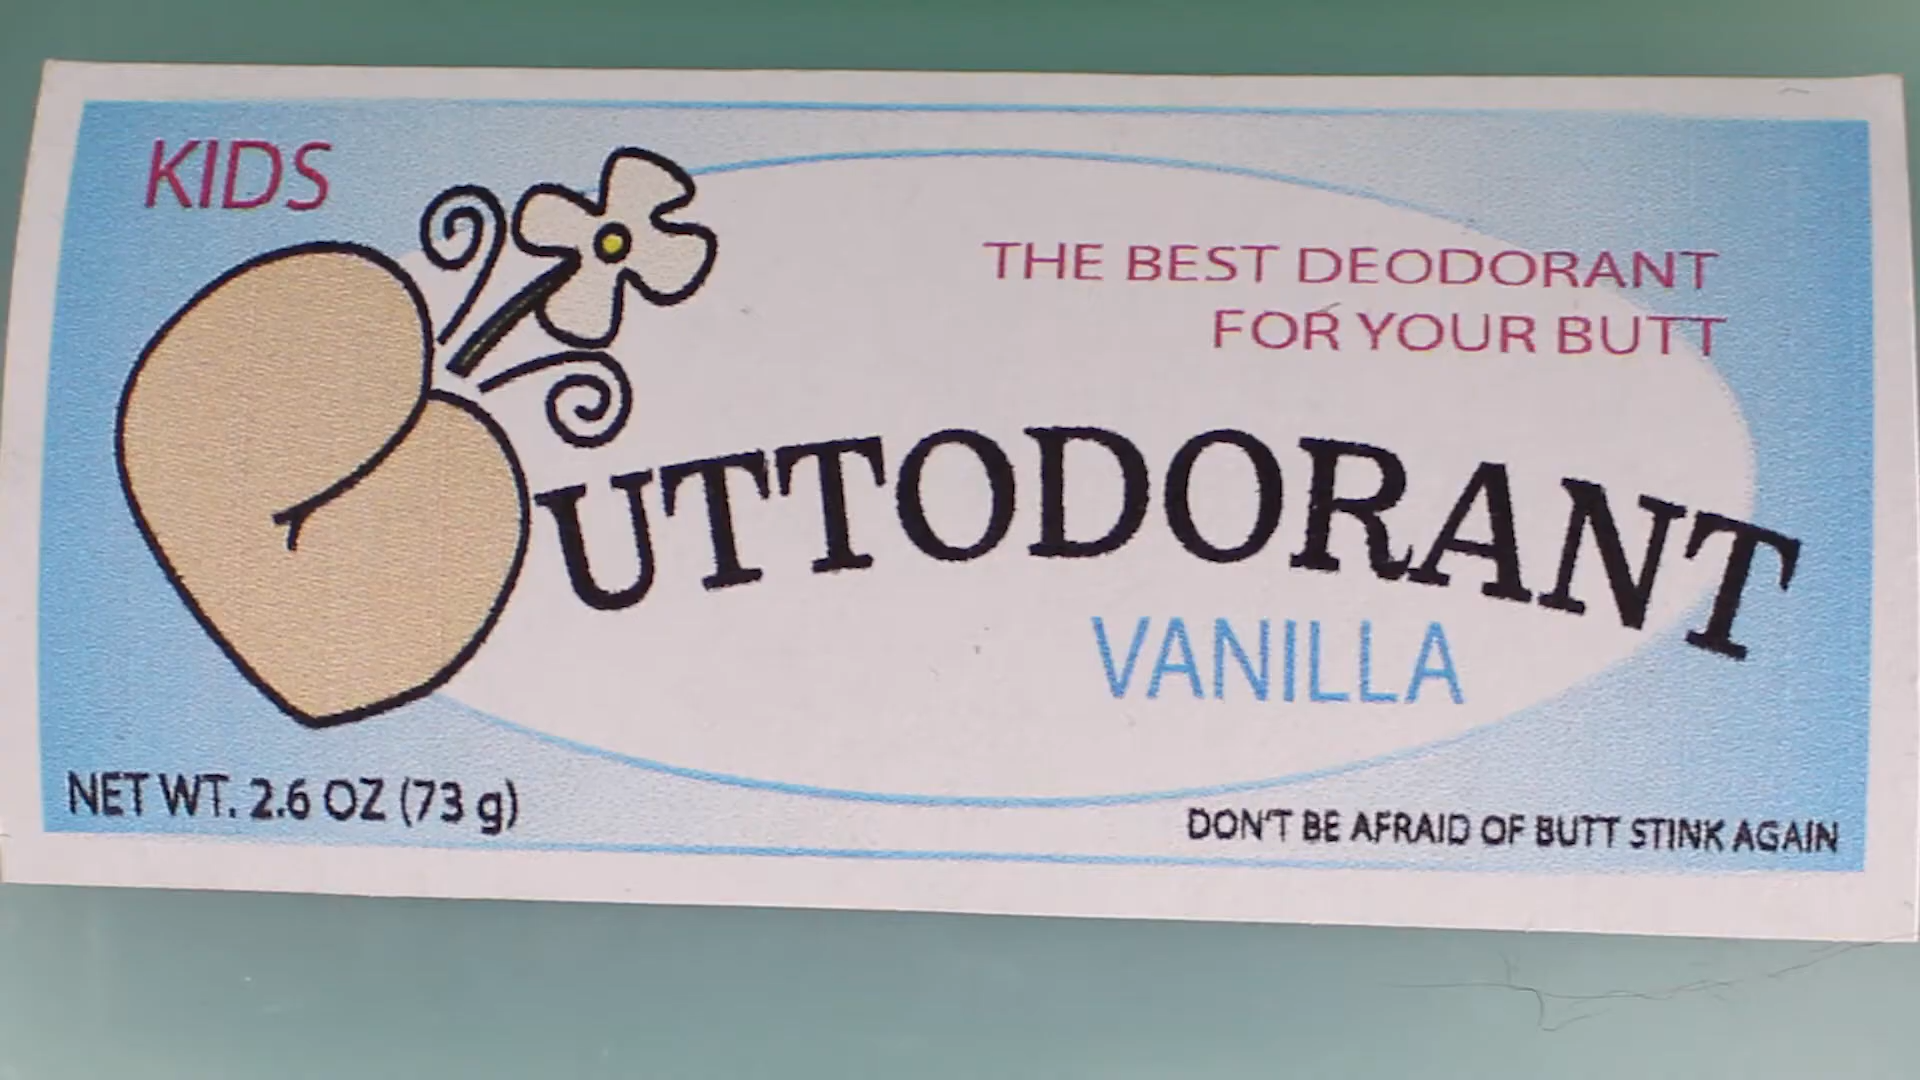 KIDS
THE BEST DEODORANT
FOR YOUR BUTT
BUTTODORANT
VANILLA
NET WT. 2.6 OZ (73 g)
DON'T BE AFRAID OF BUTT STINK AGAIN